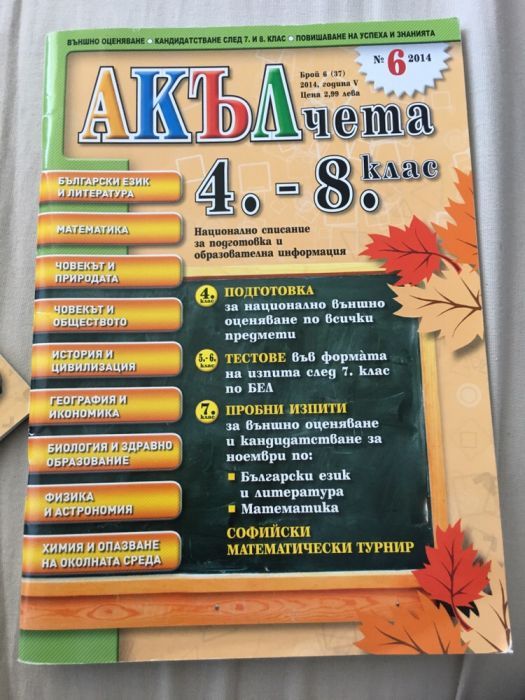 ВЪНШНО ОЦЕНЯВАНЕ • КАНДИДАТСТВАНЕ СЛЕД 7. И 8. КЛАС • ПОВИШАВАНЕ НА УСПЕХА И ЗНАНИЯТА
№ 6 2014
Брой 6 (37)
2014, година V
Цена 2,99 лева
АКЪЛчета
4. - 8. клас
Национално списание
за подготовка и
образователна информация
БЪЛГАРСКИ ЕЗИК
И ЛИТЕРАТУРА
МАТЕМАТИКА
ЧОВЕКЪТ И
ПРИРОДАТА
ЧОВЕКЪТ И
ОБЩЕСТВОТО
ИСТОРИЯ И
ЦИВИЛИЗАЦИЯ
ГЕОГРАФИЯ И
ИКОНОМИКА
БИОЛОГИЯ И ЗДРАВНО
ОБРАЗОВАНИЕ
ФИЗИКА
И АСТРОНОМИЯ
ХИМИЯ И ОПАЗВАНЕ
НА ОКОЛНАТА СРЕДА
4. клас
ПОДГОТОВКА
за национално външно
оценяване по всички
предмети
5.-6. клас
ТЕСТОВЕ във формàта
на изпита след 7. клас
по БЕЛ
7. клас
ПРОБНИ ИЗПИТИ
за външно оценяване
и кандидатстване за
ноември по:
Български език
и литература
Математика
СОФИЙСКИ
МАТЕМАТИЧЕСКИ ТУРНИР